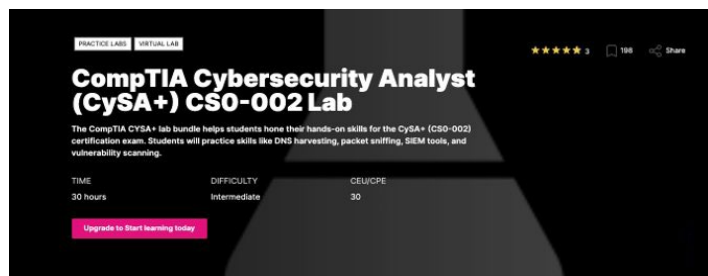 PRACTICE LABS VIRTUAL LAB
3 198 Share
CompTIA Cybersecurity Analyst
(CySA+) CS0-002 Lab
The CompTIA CYSA+ lab bundle helps students hone their hands-on skills for the CySA+ (CS0-002)
certification exam. Students will practice skills like DNS harvesting, packet sniffing, SIEM tools, and
vulnerability scanning.
TIME DIFFICULTY CEU/CPE
30 hours Intermediate 30
Upgrade to Start learning today